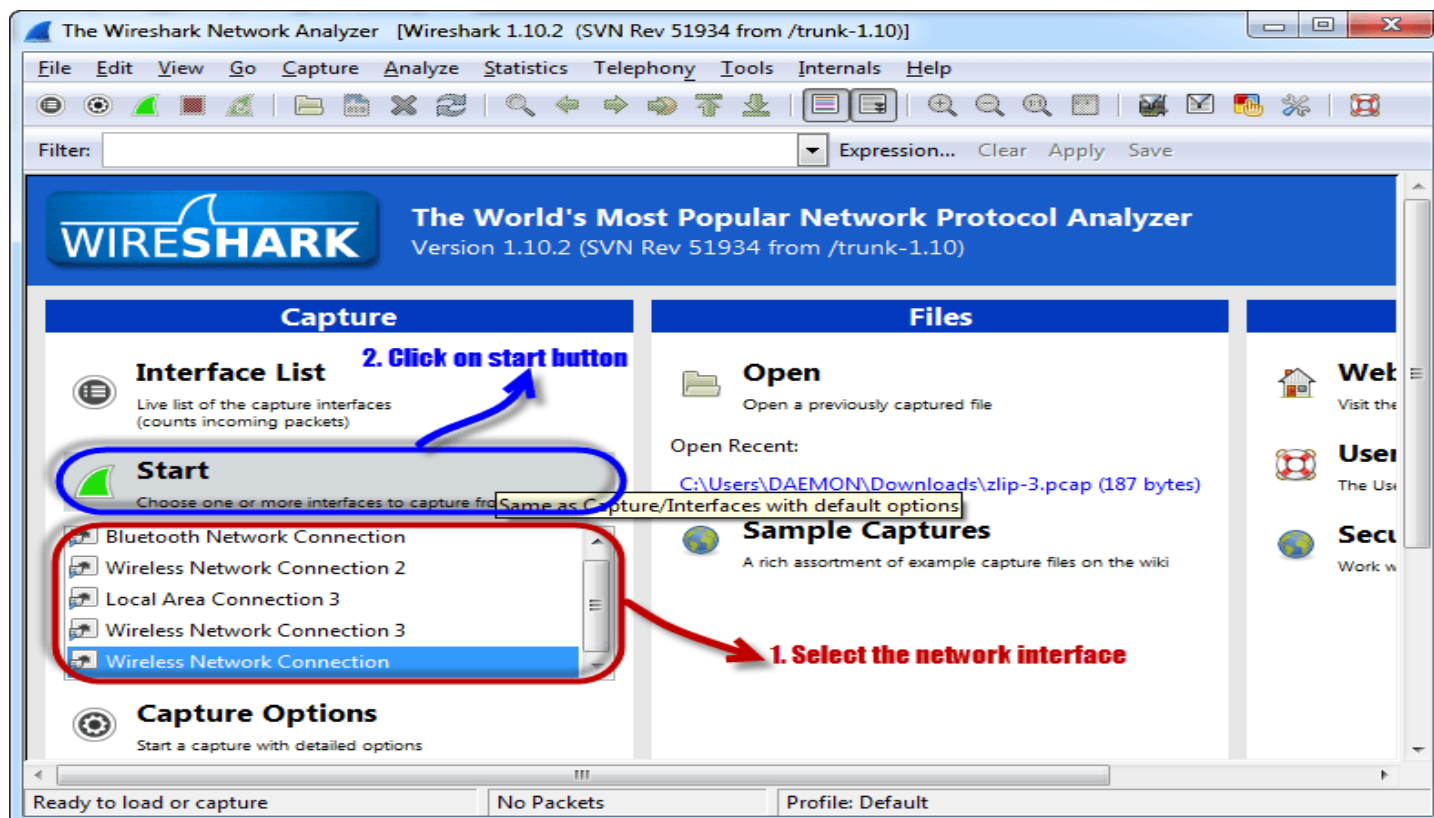 The Wireshark Network Analyzer [Wireshark 1.10.2 (SVN Rev 51934 from /trunk-1.10)]
File Edit View Go Capture Analyze Statistics Telephony Tools Internals Help
Filter: Expression... Clear Apply Save
WIRESHARK
The World's Most Popular Network Protocol Analyzer
Version 1.10.2 (SVN Rev 51934 from /trunk-1.10)
Capture
2. Click on start button
Interface List
Live list of the capture interfaces
(counts incoming packets)
Start
Choose one or more interfaces to capture
Same as Capture/Interfaces with default options
Bluetooth Network Connection
Wireless Network Connection 2
Local Area Connection 3
Wireless Network Connection 3
Wireless Network Connection
1. Select the network interface
Capture Options
Start a capture with detailed options
Files
Open
Open a previously captured file
Open Recent:
C:\Users\DAEMON\Downloads\zlip-3.pcap (187 bytes)
Sample Captures
A rich assortment of example capture files on the wiki
Web
Visit the
User
The Use
Secu
Work w
Ready to load or capture No Packets Profile: Default